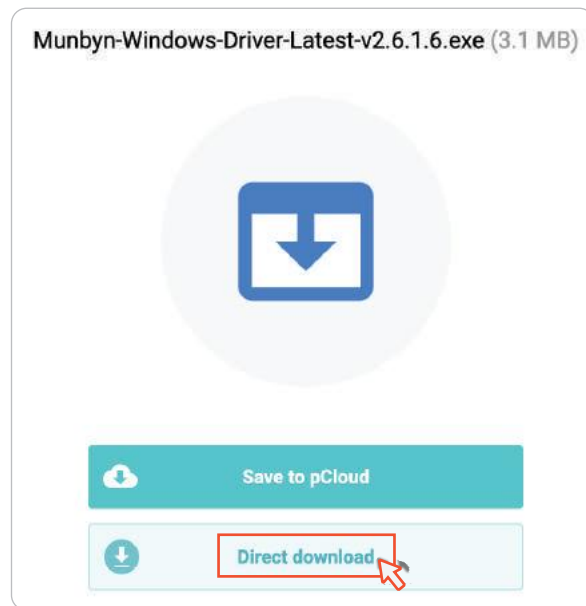 Munbyn-Windows-Driver-Latest-v2.6.1.6.exe (3.1 MB)
Save to pCloud
Direct download